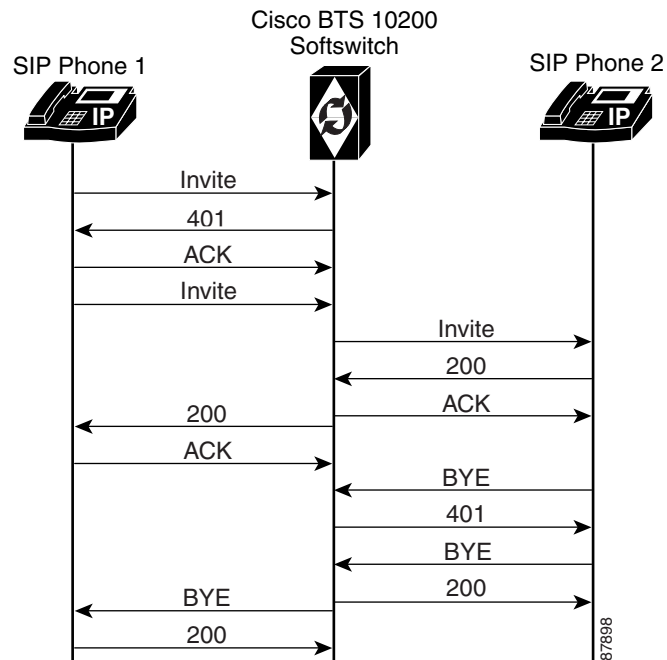 Cisco BTS 10200
Softswitch
SIP Phone 1
SIP Phone 2
IP
IP
Invite
401
ACK
Invite
Invite
200
200
ACK
ACK
BYE
401
BYE
BYE
200
200
87898